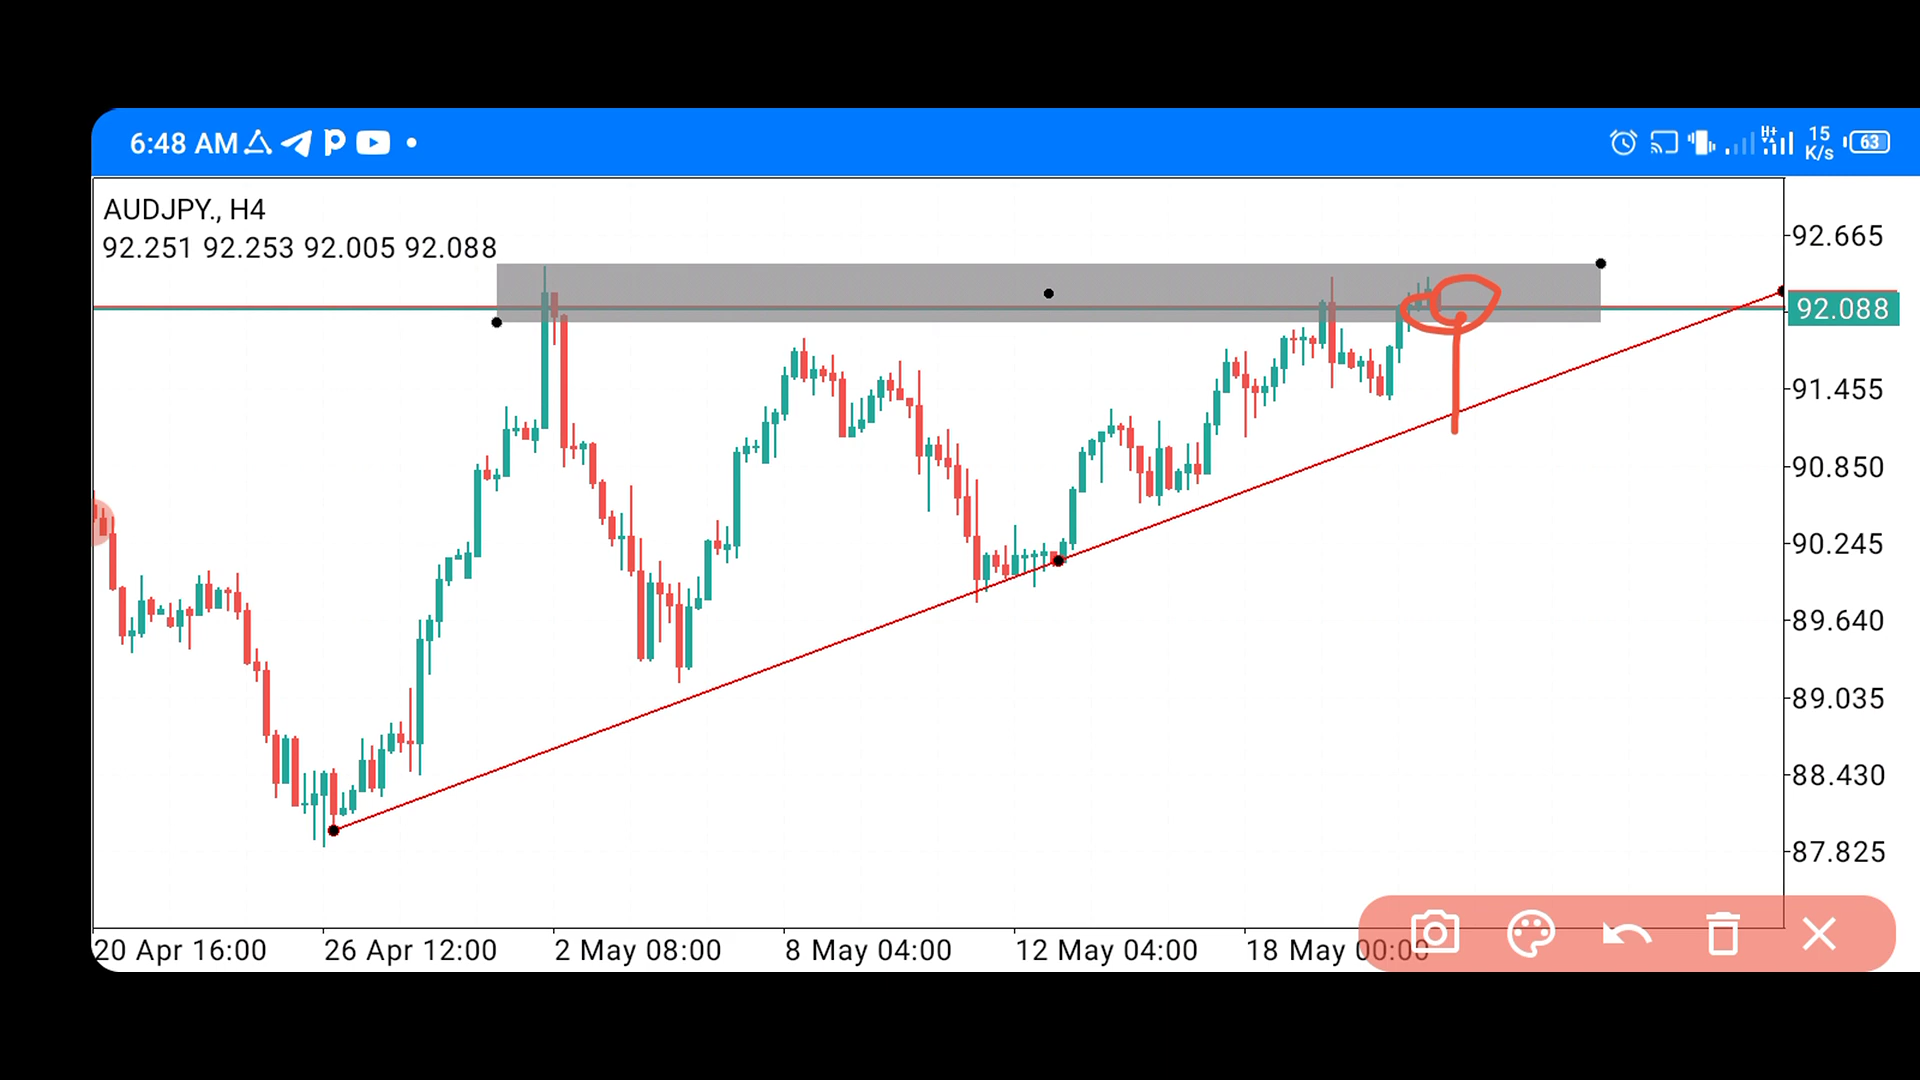 6:48 AM
H+
15
K/s
63
AUDJPY., H4
92.251 92.253 92.005 92.088
92.665
92.088
91.455
90.850
90.245
89.640
89.035
88.430
87.825
20 Apr 16:00 26 Apr 12:00 2 May 08:00 8 May 04:00 12 May 04:00 18 May 00:00